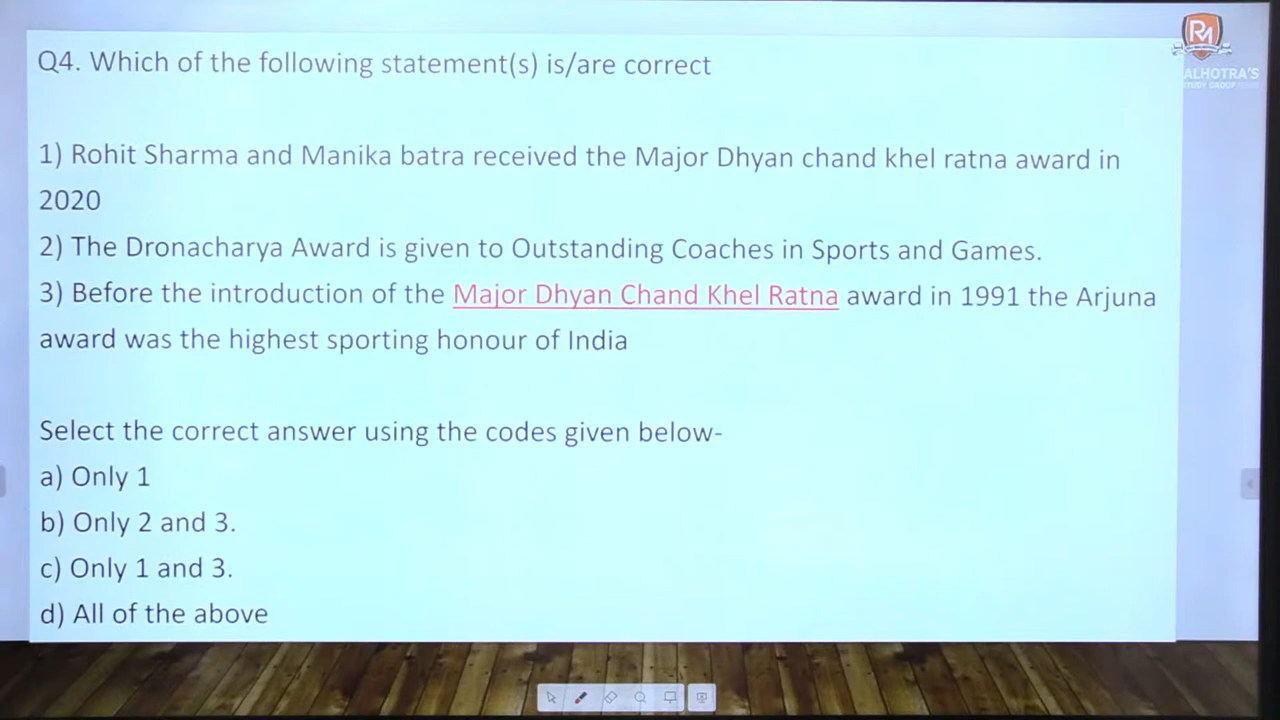 RM
ALHOTRA'S
STUDY GROUP
Q4. Which of the following statement(s) is/are correct
1) Rohit Sharma and Manika batra received the Major Dhyan chand khel ratna award in
2020
2) The Dronacharya Award is given to Outstanding Coaches in Sports and Games.
3) Before the introduction of the Major Dhyan Chand Khel Ratna award in 1991 the Arjuna
award was the highest sporting honour of India
Select the correct answer using the codes given below-
a) Only 1
b) Only 2 and 3.
c) Only 1 and 3.
d) All of the above